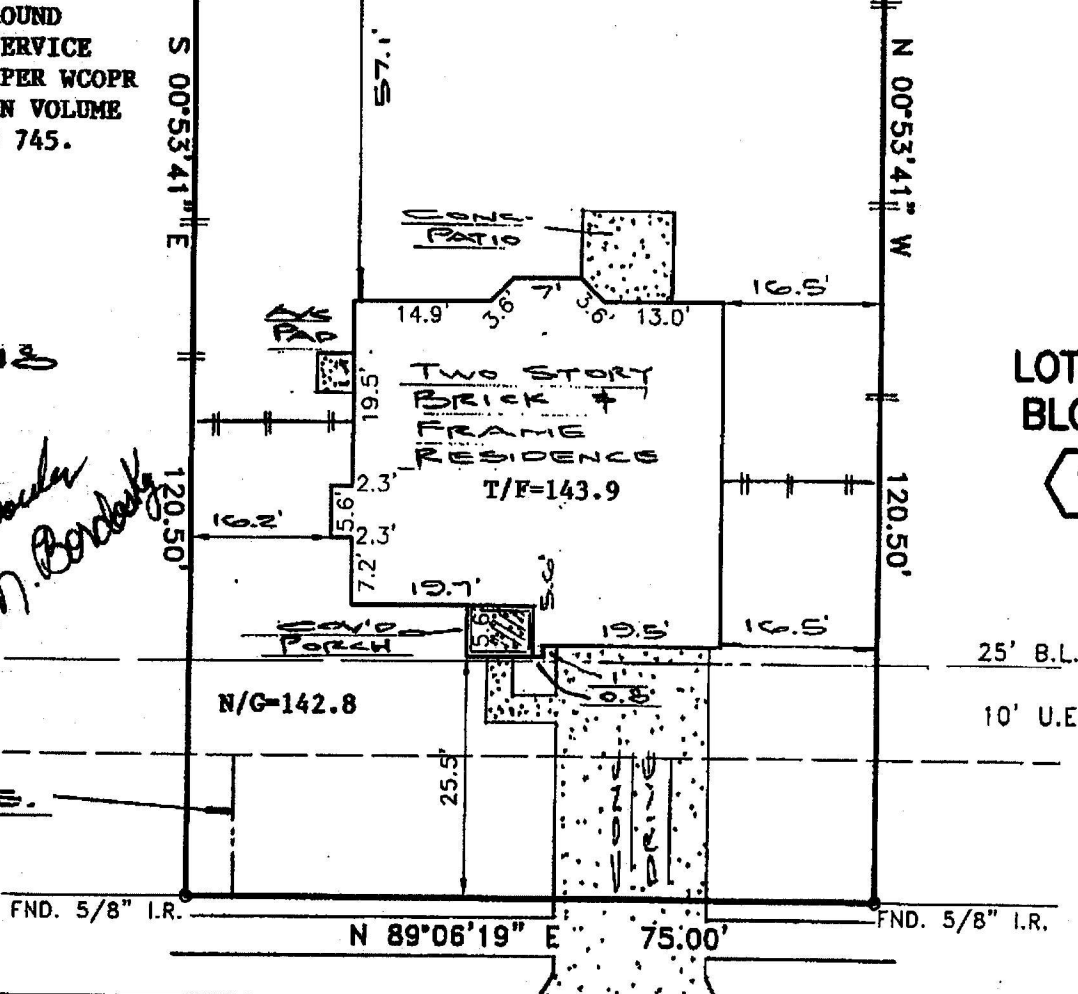 OUND
ERVICE
PER WCOPR
N VOLUME
745.
S 00°53'41" E
120.50'
57.1'
N 00°53'41" W
120.50'
CONC.
PATIO
16.5'
14.9'
3.6'
7'
3.6'
13.0'
A/C
PAD
19.5'
TWO STORY
BRICK &
FRAME
RESIDENCE
T/F=143.9
LOT
BLO
2.3'
5.6'
2.3'
16.2'
7.2'
n. Bordosky
5.6'
COV'D
PORCH
5.6'
19.5'
16.5'
25' B.L.
N/G=142.8
0.8'
10' U.E
25.5'
CONC.
DRIVE
FND. 5/8" I.R.
FND. 5/8" I.R.
N 89°06'19" E 75.00'